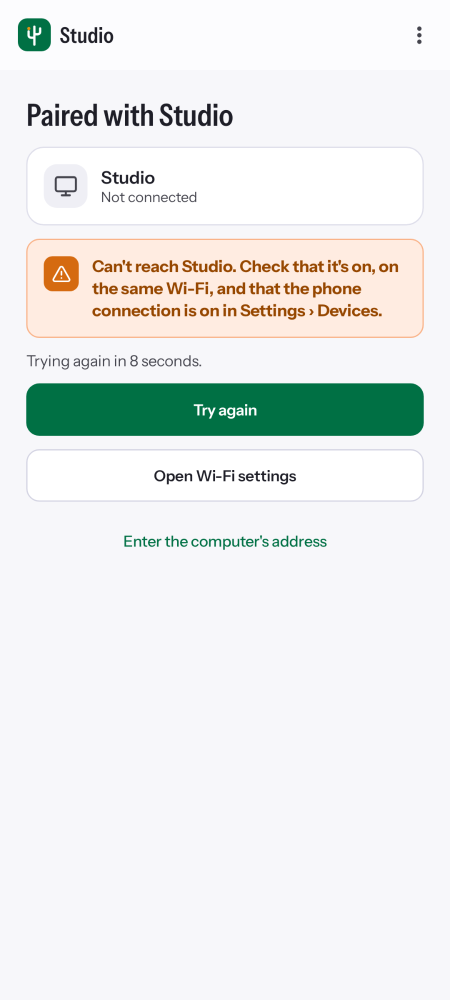 Studio
Paired with Studio
Studio
Not connected
Can't reach Studio. Check that it's on, on
the same Wi-Fi, and that the phone
connection is on in Settings › Devices.
Trying again in 8 seconds.
Try again
Open Wi-Fi settings
Enter the computer's address